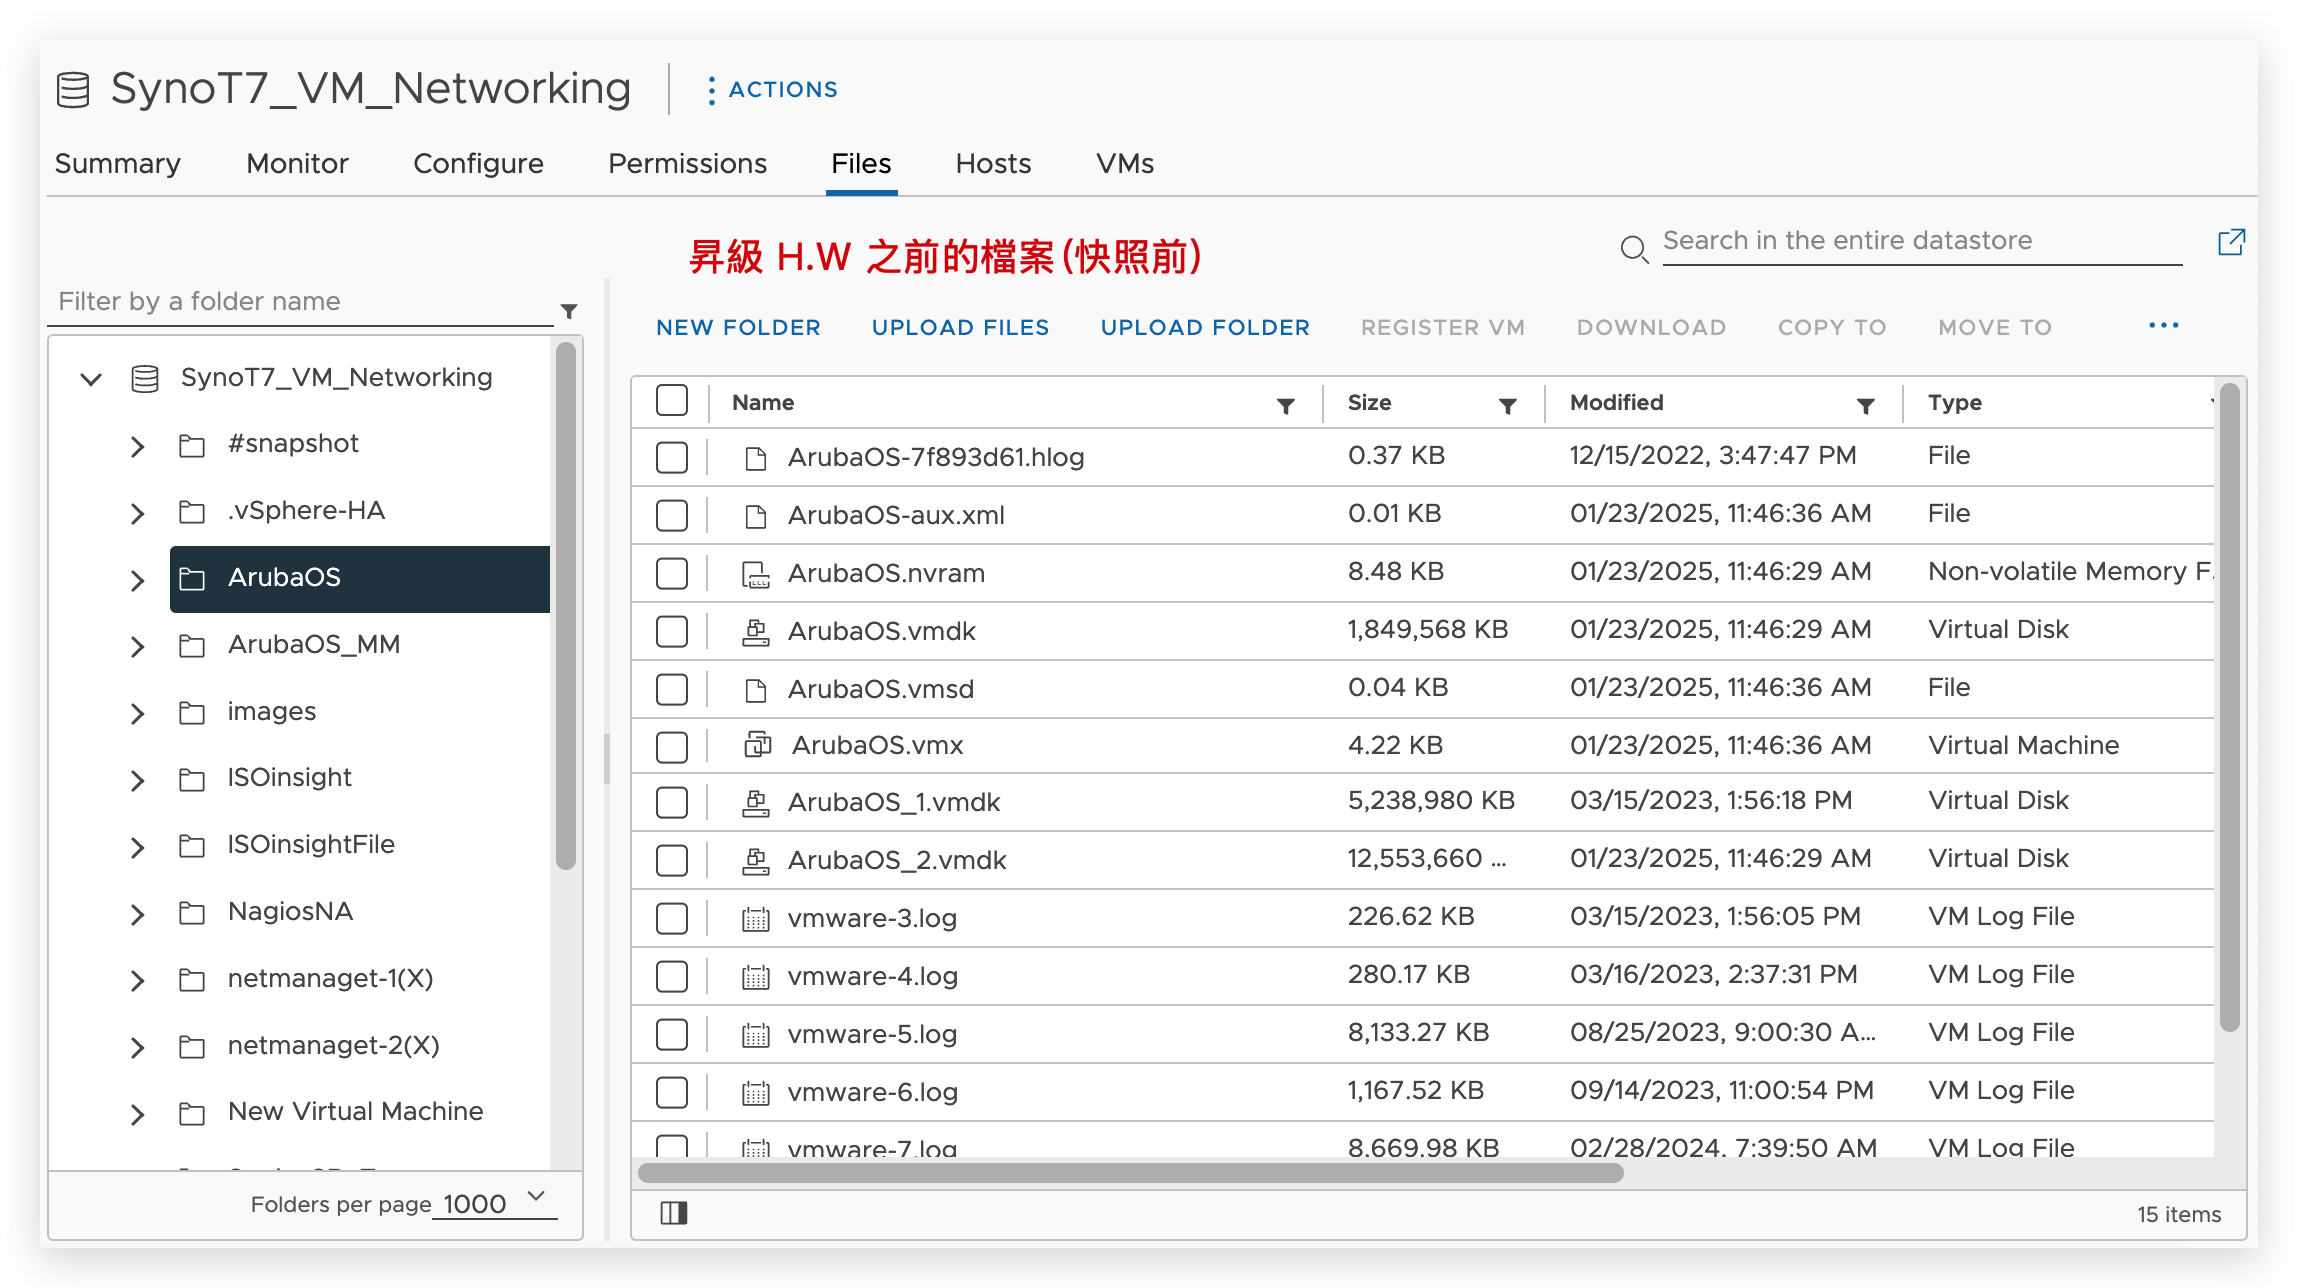 SynoT7_VM_Networking
ACTIONS
Summary Monitor Configure Permissions Files Hosts VMs
昇級 H.W 之前的檔案(快照前)
Search in the entire datastore
Filter by a folder name
NEW FOLDER UPLOAD FILES UPLOAD FOLDER REGISTER VM DOWNLOAD COPY TO MOVE TO ...
SynoT7_VM_Networking
#snapshot
.vSphere-HA
ArubaOS
ArubaOS_MM
images
ISOinsight
ISOinsightFile
NagiosNA
netmanaget-1(X)
netmanaget-2(X)
New Virtual Machine
Folders per page 1000
Name Size Modified Type
ArubaOS-7f893d61.hlog 0.37 KB 12/15/2022, 3:47:47 PM File
ArubaOS-aux.xml 0.01 KB 01/23/2025, 11:46:36 AM File
ArubaOS.nvram 8.48 KB 01/23/2025, 11:46:29 AM Non-volatile Memory F.
ArubaOS.vmdk 1,849,568 KB 01/23/2025, 11:46:29 AM Virtual Disk
ArubaOS.vmsd 0.04 KB 01/23/2025, 11:46:36 AM File
ArubaOS.vmx 4.22 KB 01/23/2025, 11:46:36 AM Virtual Machine
ArubaOS_1.vmdk 5,238,980 KB 03/15/2023, 1:56:18 PM Virtual Disk
ArubaOS_2.vmdk 12,553,660 ... 01/23/2025, 11:46:29 AM Virtual Disk
vmware-3.log 226.62 KB 03/15/2023, 1:56:05 PM VM Log File
vmware-4.log 280.17 KB 03/16/2023, 2:37:31 PM VM Log File
vmware-5.log 8,133.27 KB 08/25/2023, 9:00:30 A... VM Log File
vmware-6.log 1,167.52 KB 09/14/2023, 11:00:54 PM VM Log File
vmware-7.log 8,669.98 KB 02/28/2024, 7:39:50 AM VM Log File
15 items